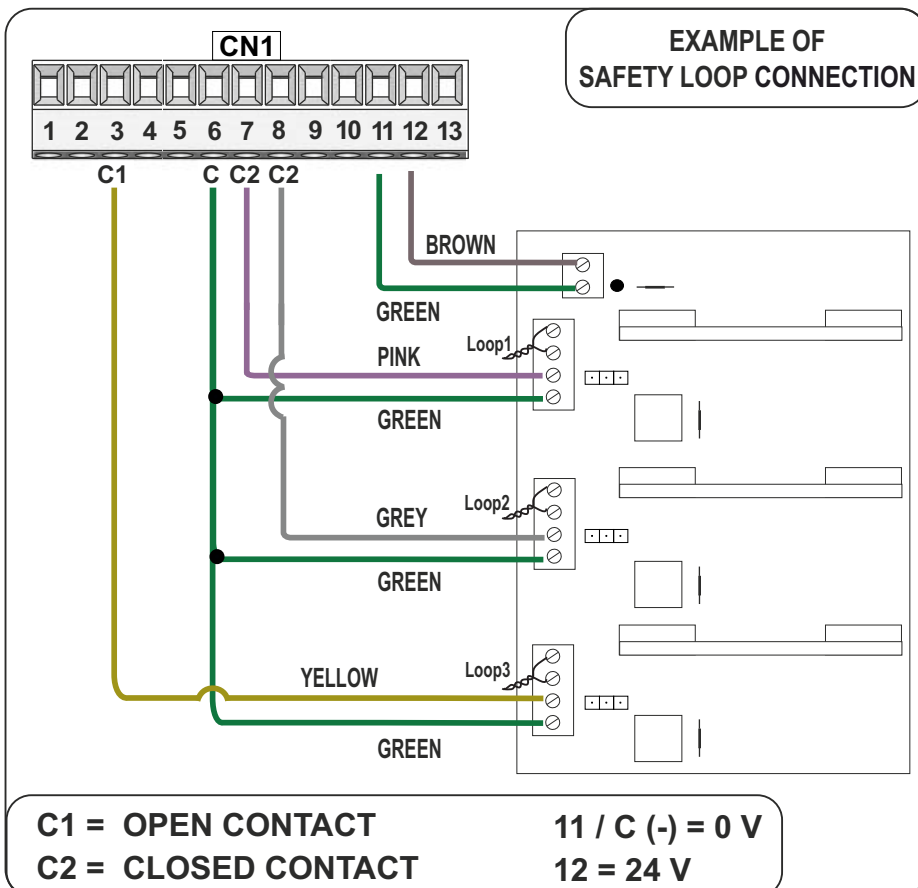 EXAMPLE OF
SAFETY LOOP CONNECTION
CN1
1 2 3 4 5 6 7 8 9 10 11 12 13
C1 C C2 C2
BROWN
GREEN
Loop1
PINK
GREEN
Loop2
GREY
GREEN
Loop3
YELLOW
GREEN
C1 = OPEN CONTACT
11 / C (-) = 0 V
C2 = CLOSED CONTACT
12 = 24 V